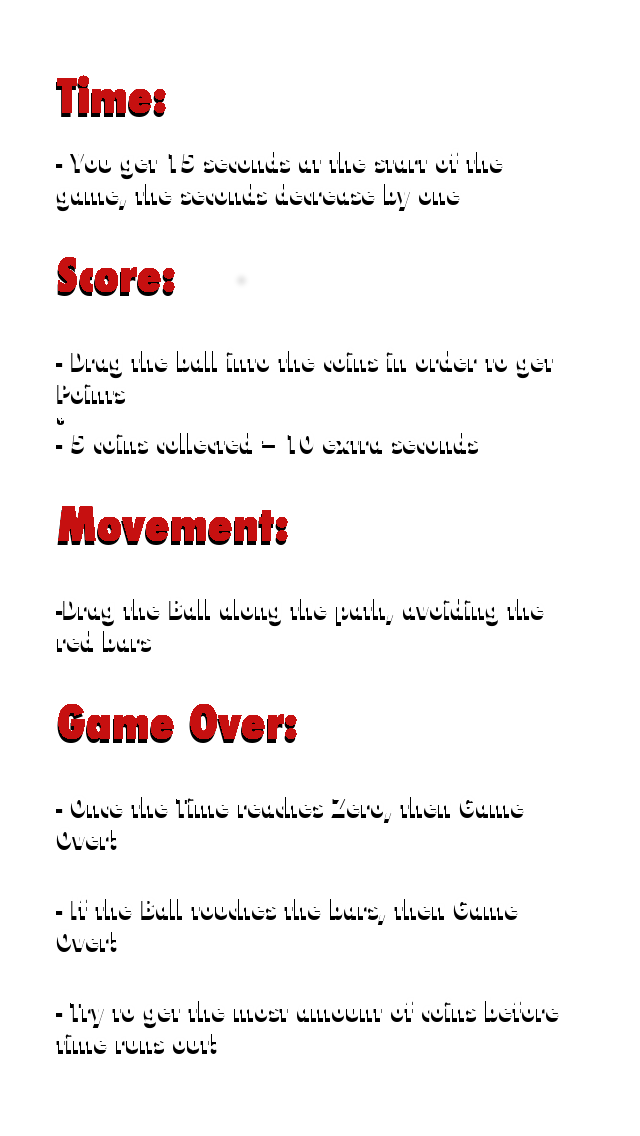 Time:
- You get 15 seconds at the start of the
game, the seconds decrease by one
Score:
- Drag the ball into the coins in order to get
Points
- 5 coins collected = 10 extra seconds
Movement:
-Drag the Ball along the path, avoiding the
red bars
Game Over:
- Once the Time reaches Zero, then Game
Over!
- If the Ball touches the bars, then Game
Over!
- Try to get the most amount of coins before
time runs out!